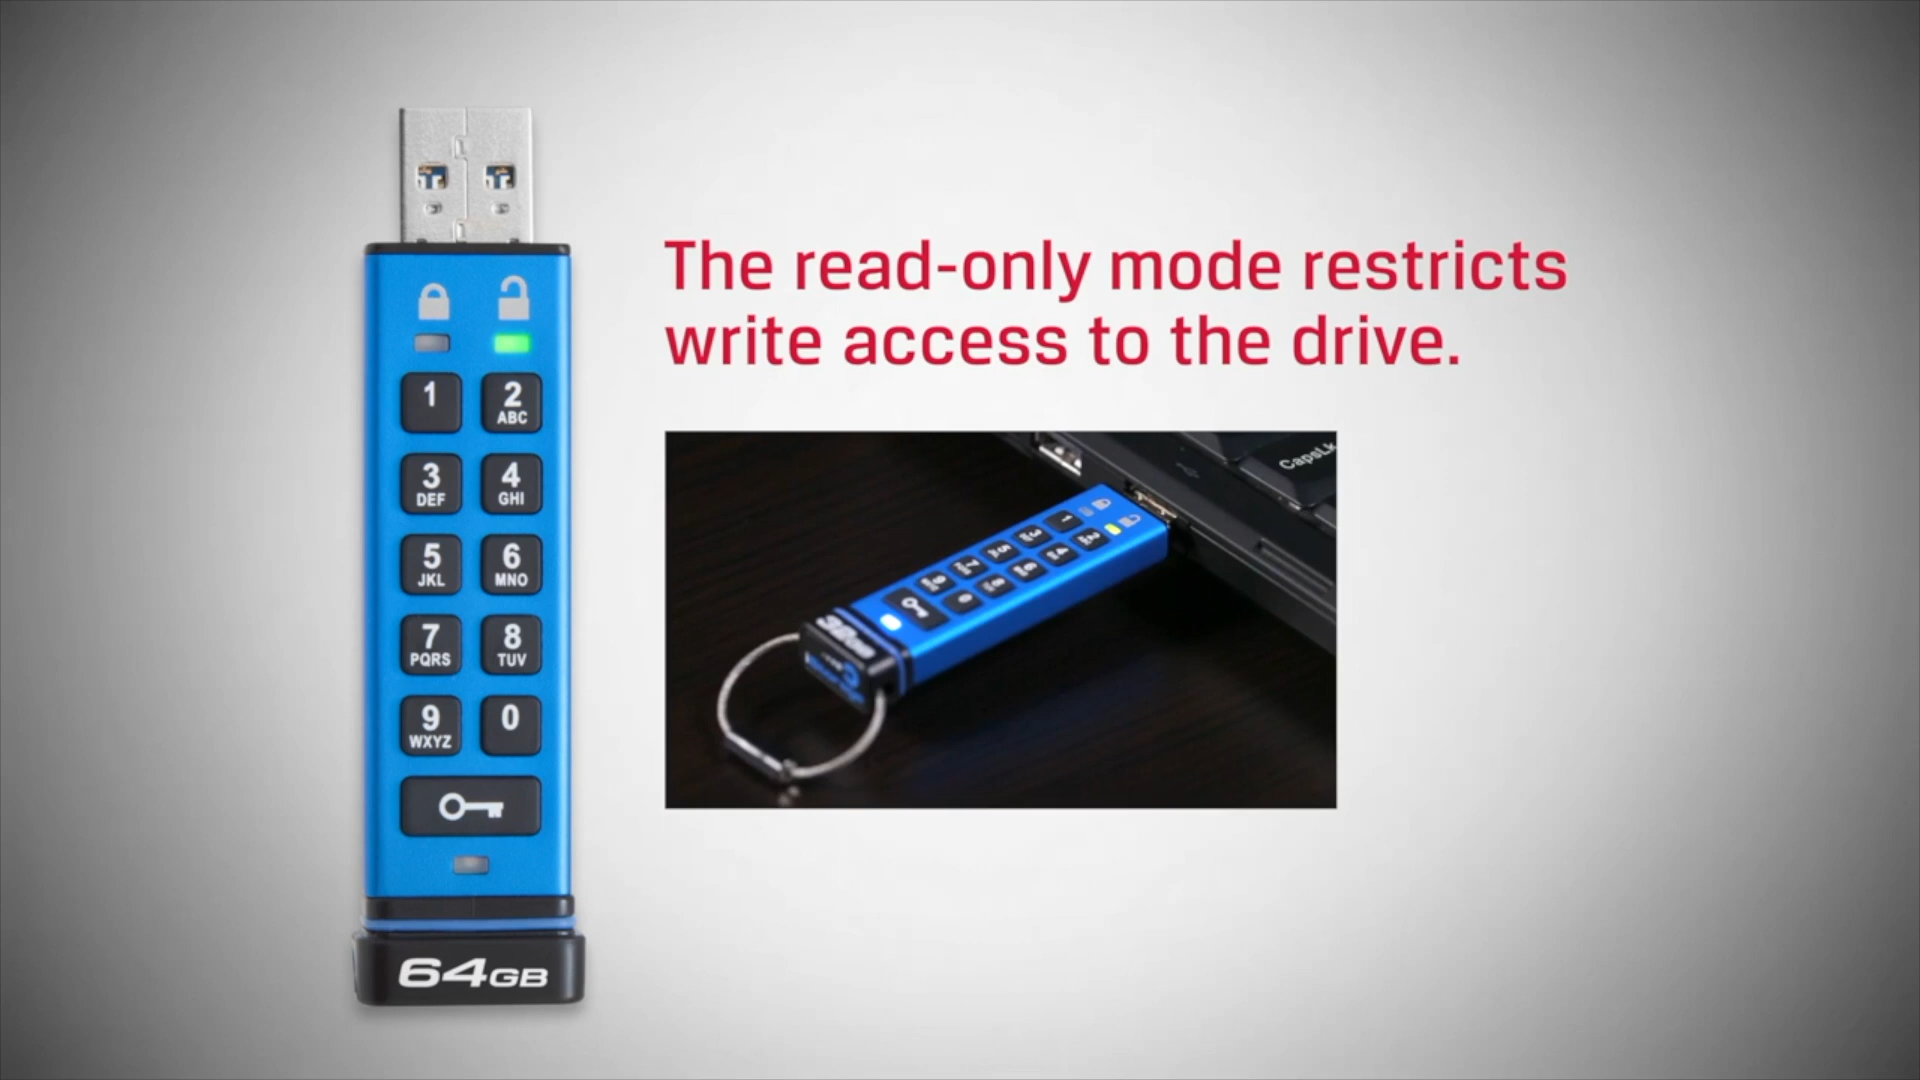 The read-only mode restricts
write access to the drive.
1
2
ABC
3
DEF
4
GHI
5
JKL
6
MNO
7
PQRS
8
TUV
9
WXYZ
0
64GB
CapsLk